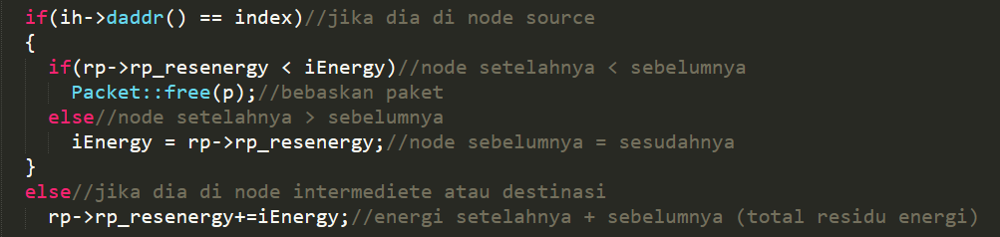 if(ih->daddr() == index)//jika dia di node source
{
if(rp->rp_resenergy < iEnergy)//node setelahnya < sebelumnya
Packet::free(p);//bebaskan paket
else//node setelahnya > sebelumnya
iEnergy = rp->rp_resenergy;//node sebelumnya = sesudahnya
}
else//jika dia di node intermediete atau destinasi
rp->rp_resenergy+=iEnergy;//energi setelahnya + sebelumnya (total residu energi)